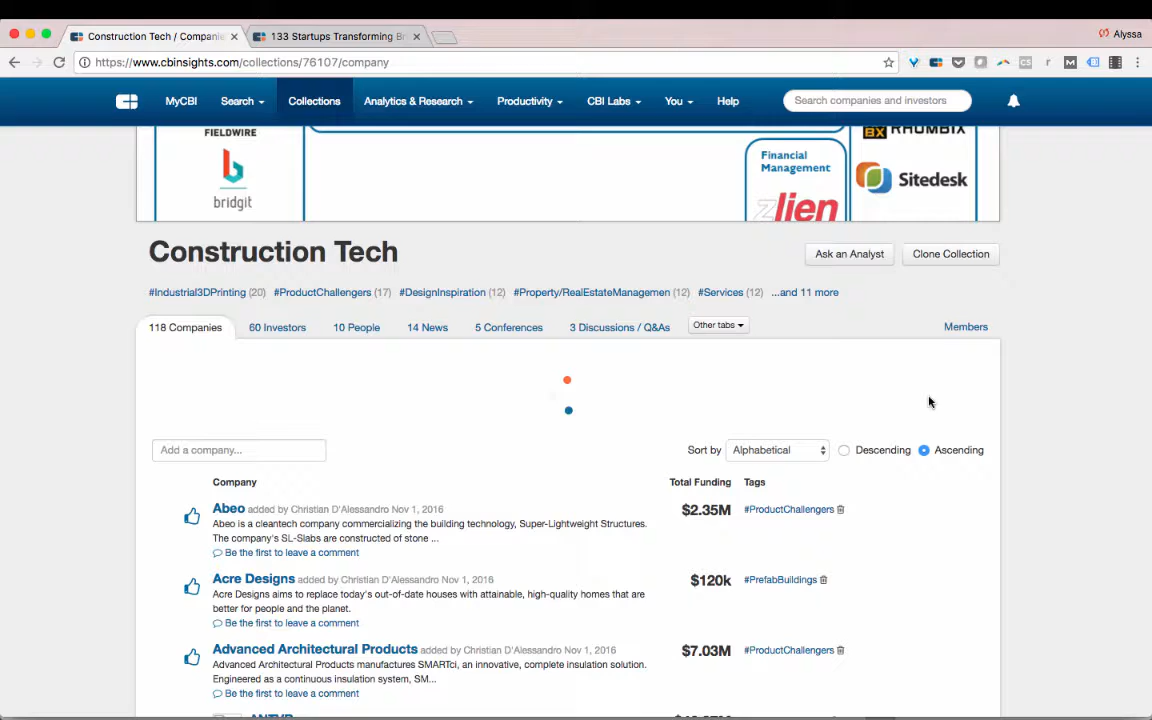 Construction Tech / Companie
133 Startups Transforming Br
Alyssa
https://www.cbinsights.com/collections/76107/company
MyCBI
Search
Collections
Analytics & Research
Productivity
CBI Labs
You
Help
Search companies and investors
FIELDWIRE
bridgit
Financial
Management
zlien
RHUMBIX
Sitedesk
Construction Tech
Ask an Analyst
Clone Collection
#Industrial3DPrinting (20) #ProductChallengers (17) #DesignInspiration (12) #Property/RealEstateManagemen (12) #Services (12) ...and 11 more
118 Companies
60 Investors
10 People
14 News
5 Conferences
3 Discussions / Q&As
Other tabs
Members
Add a company...
Sort by Alphabetical Descending Ascending
Company Total Funding Tags
Abeo added by Christian D'Alessandro Nov 1, 2016 $2.35M #ProductChallengers
Abeo is a cleantech company commercializing the building technology, Super-Lightweight Structures.
The company's SL-Slabs are constructed of stone ...
Be the first to leave a comment
Acre Designs added by Christian D'Alessandro Nov 1, 2016 $120k #PrefabBuildings
Acre Designs aims to replace today's out-of-date houses with attainable, high-quality homes that are
better for people and the planet.
Be the first to leave a comment
Advanced Architectural Products added by Christian D'Alessandro Nov 1, 2016 $7.03M #ProductChallengers
Advanced Architectural Products manufactures SMARTci, an innovative, complete insulation solution.
Engineered as a continuous insulation system, SM...
Be the first to leave a comment